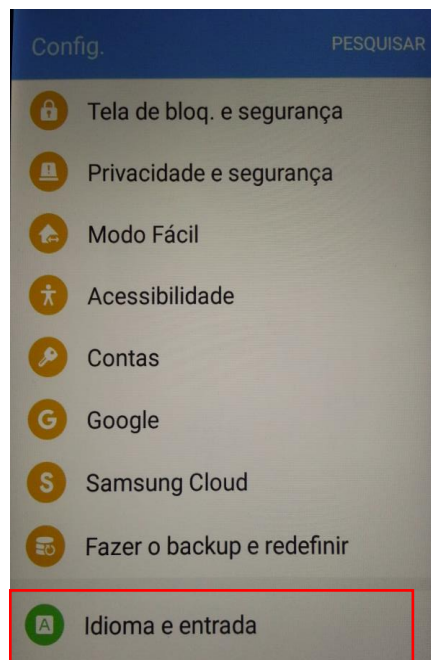 Config.
PESQUISAR
Tela de bloq. e segurança
Privacidade e segurança
Modo Fácil
Acessibilidade
Contas
G
Google
S
Samsung Cloud
Fazer o backup e redefinir
A
Idioma e entrada